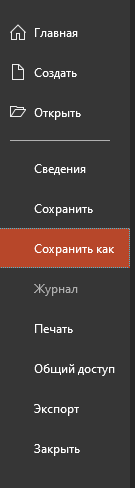 Главная
Создать
Открыть
Сведения
Сохранить
Сохранить как
Журнал
Печать
Общий доступ
Экспорт
Закрыть